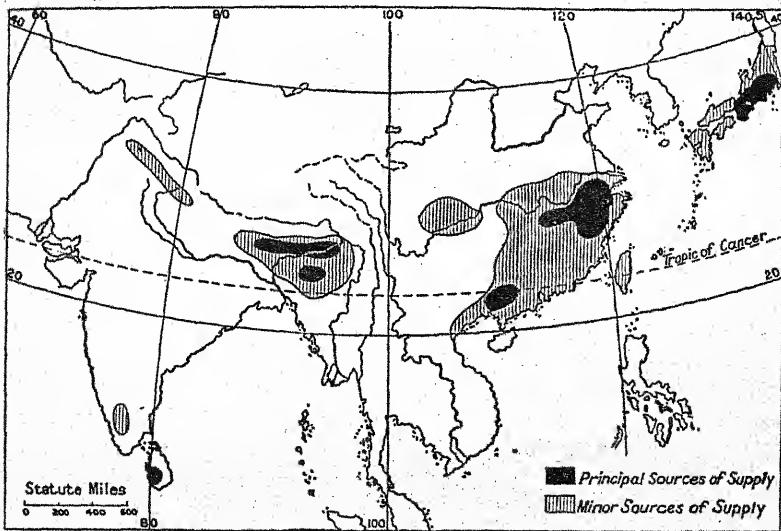 40 60 80 100 120 140 40
Tropic of Cancer
20 20
Principal Sources of Supply
Statute Miles
Minor Sources of Supply
0 200 400 600
80 100